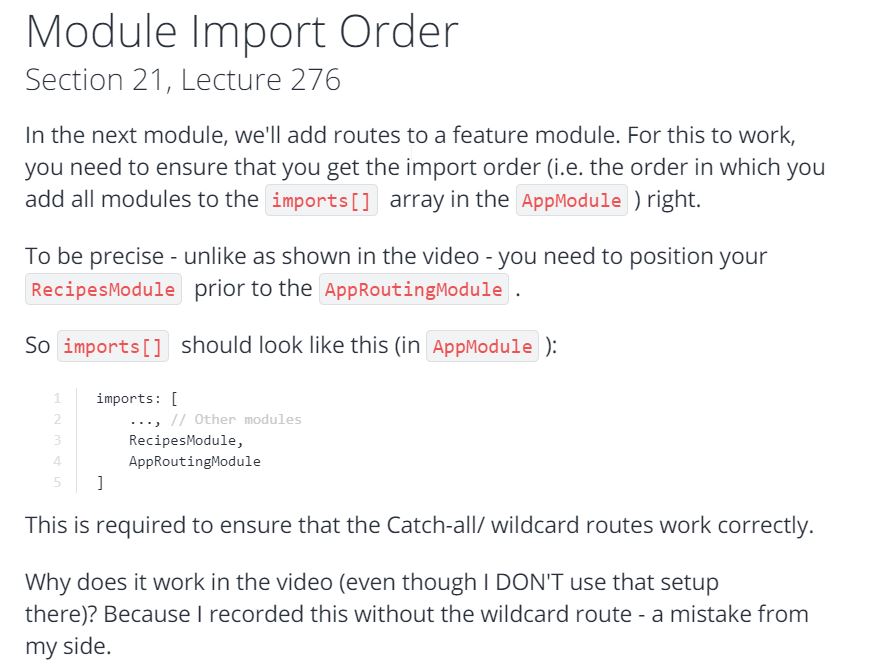 Module Import Order
Section 21, Lecture 276
In the next module, we'll add routes to a feature module. For this to work,
you need to ensure that you get the import order (i.e. the order in which you
add all modules to the imports[] array in the AppModule ) right.
To be precise - unlike as shown in the video - you need to position your
RecipesModule prior to the AppRoutingModule .
So imports[] should look like this (in AppModule ):
1 imports: [
2 ..., // Other modules
3 RecipesModule,
4 AppRoutingModule
5 ]
This is required to ensure that the Catch-all/ wildcard routes work correctly.
Why does it work in the video (even though I DON'T use that setup
there)? Because I recorded this without the wildcard route - a mistake from
my side.